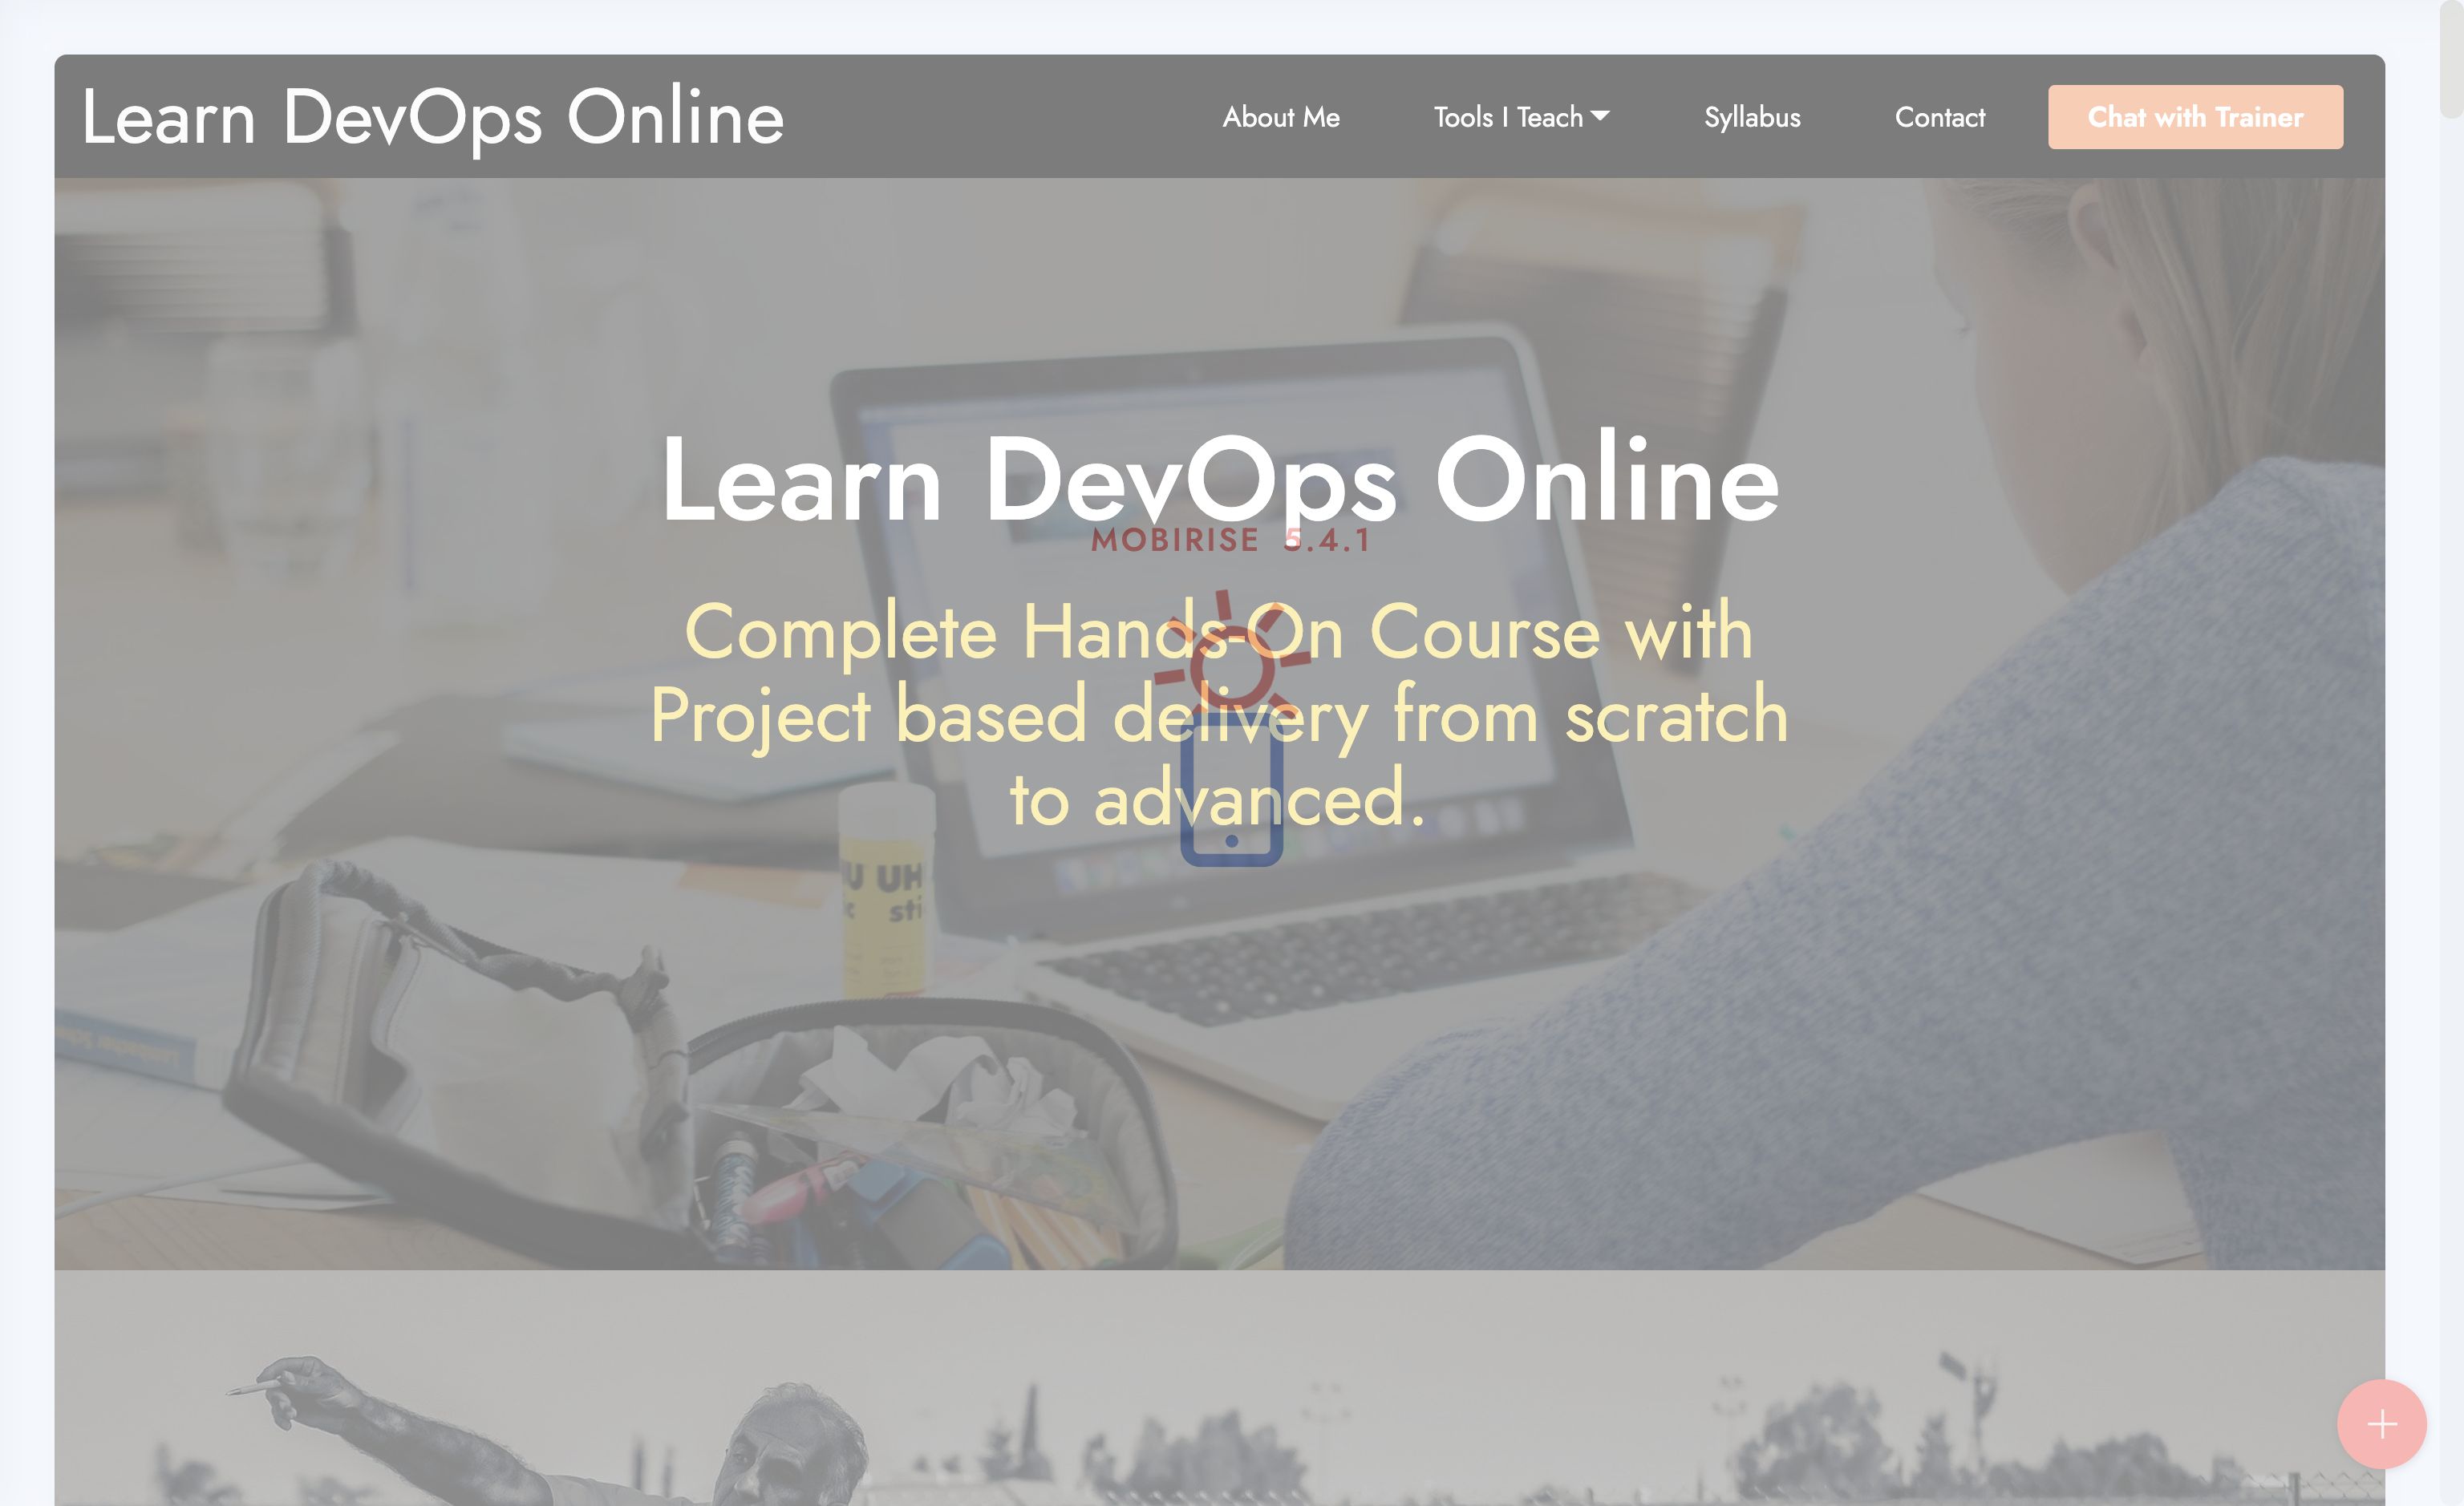 Learn DevOps Online
About Me
Tools I Teach
Syllabus
Contact
Chat with Trainer
Learn DevOps Online
MOBIRISE 5.4.1
Complete Hands-On Course with
Project based delivery from scratch
to advanced.
UH
sti